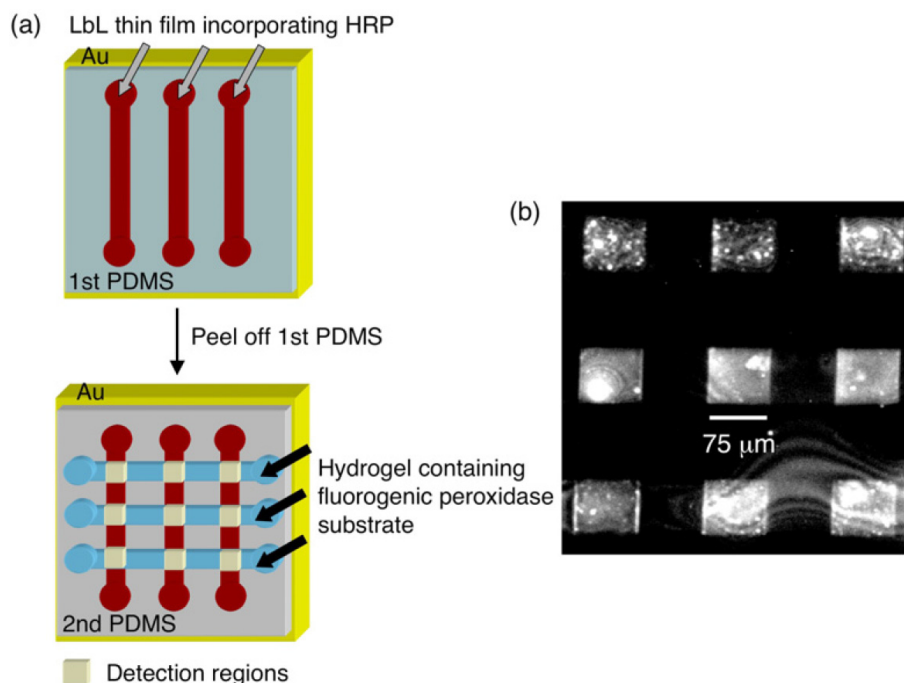 (a) LbL thin film incorporating HRP
Au
1st PDMS
Peel off 1st PDMS
Au
Hydrogel containing
fluorogenic peroxidase
substrate
2nd PDMS
Detection regions
(b)
75 μm